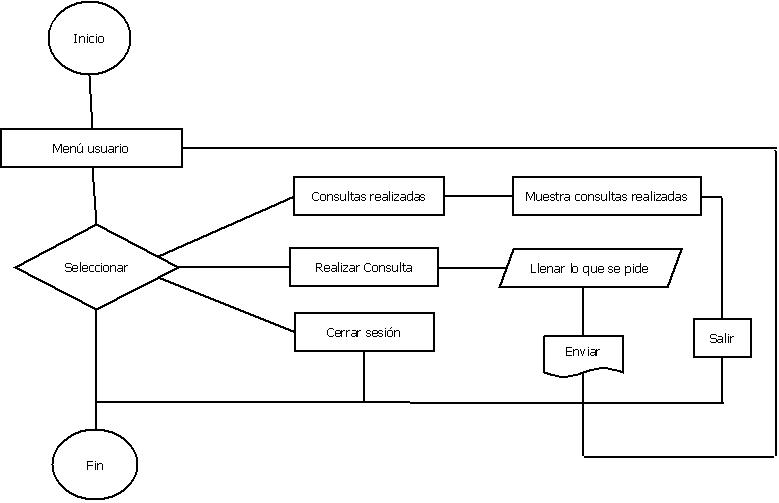 Inicio
Menú usuario
Consultas realizadas
Muestra consultas realizadas
Seleccionar
Realizar Consulta
Llenar lo que se pide
Cerrar sesión
Enviar
Salir
Fin